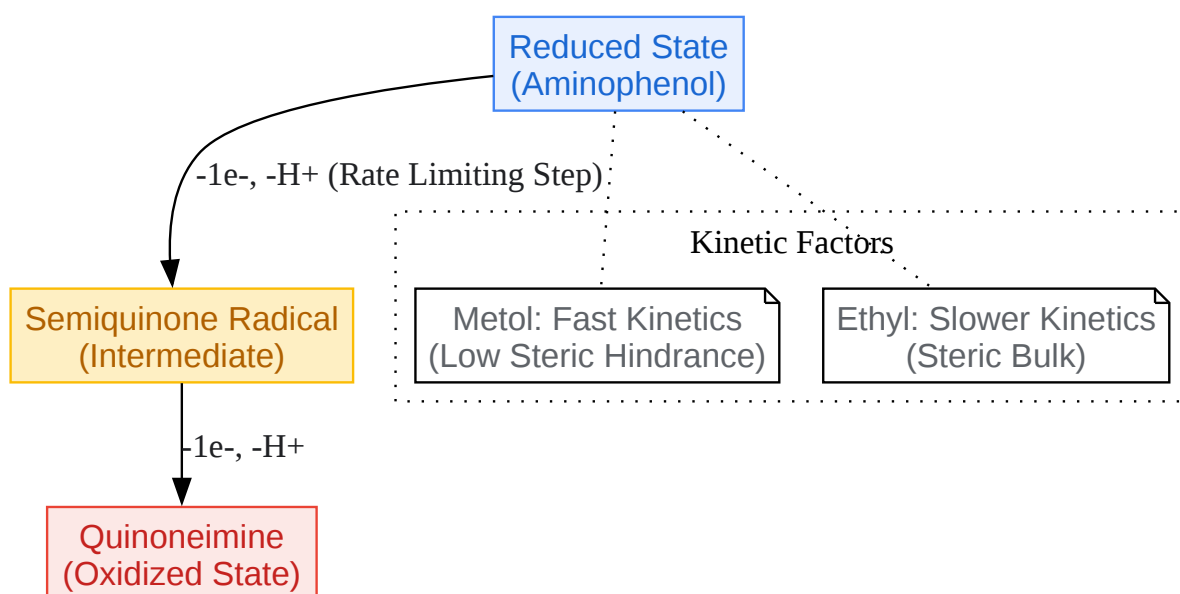 Reduced State
(Aminophenol)
-1e-, -H+ (Rate Limiting Step)
Kinetic Factors
Semiquinone Radical
(Intermediate)
Metol: Fast Kinetics
(Low Steric Hindrance)
Ethyl: Slower Kinetics
(Steric Bulk)
-1e-, -H+
Quinoneimine
(Oxidized State)